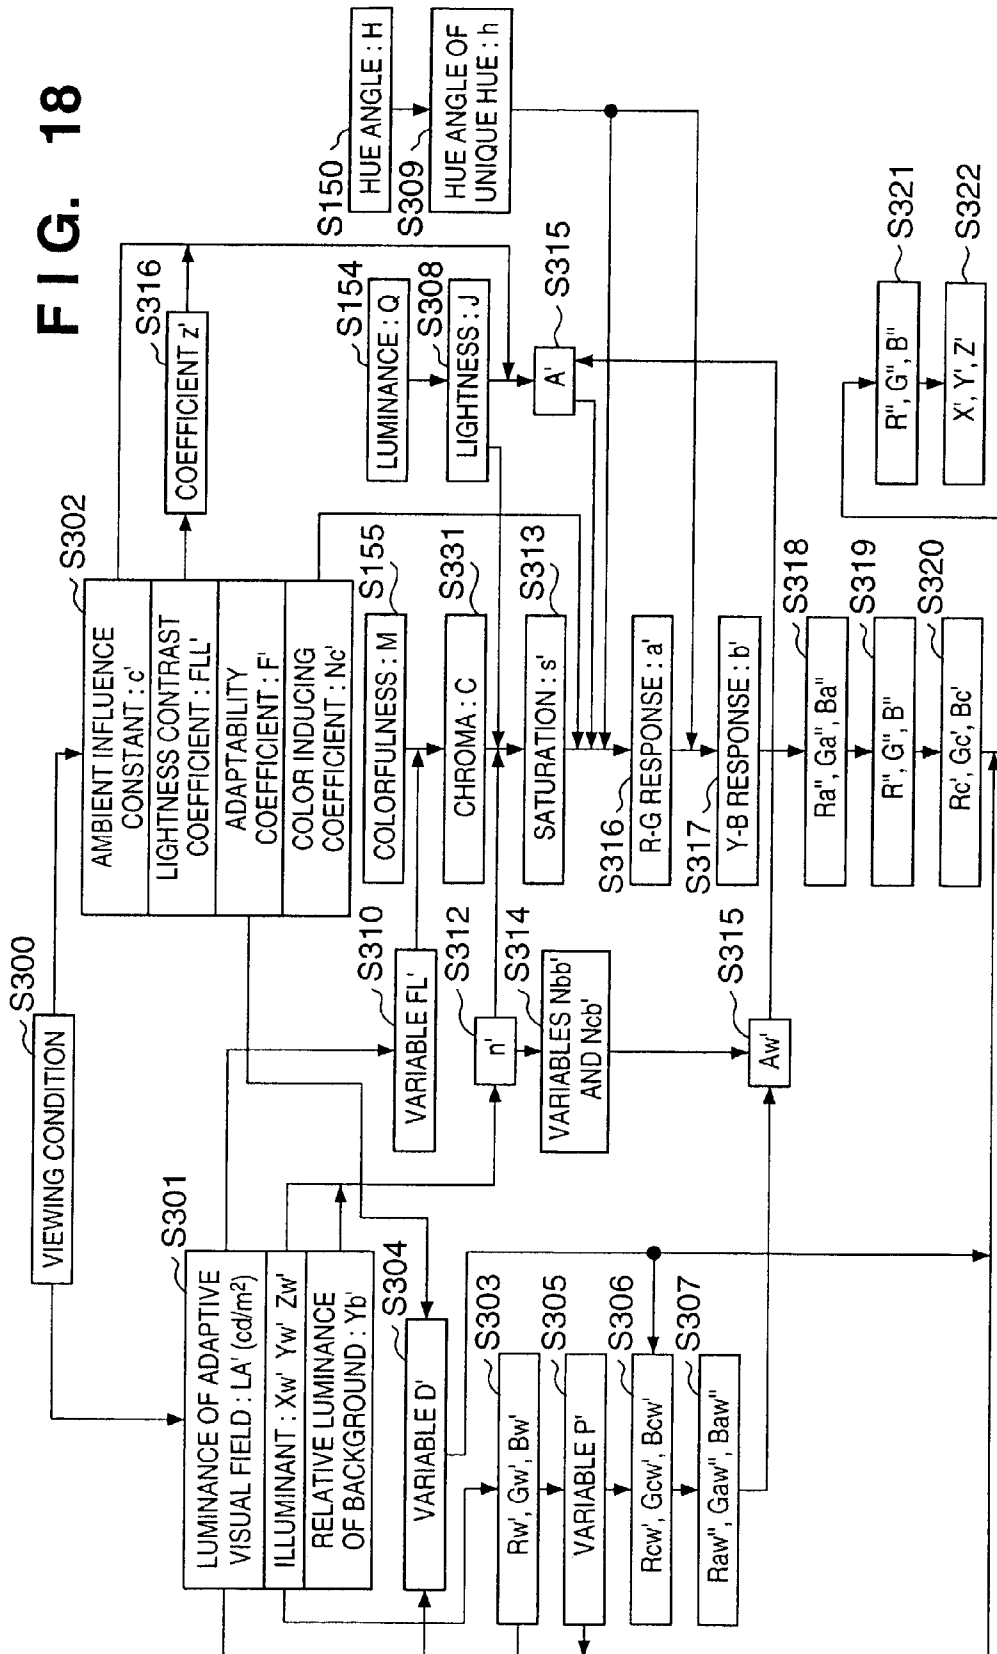 FIG. 18
S300
VIEWING CONDITION
S301
LUMINANCE OF ADAPTIVE
VISUAL FIELD : LA' (cd/m²)
ILLUMINANT : Xw' Yw' Zw'
RELATIVE LUMINANCE
OF BACKGROUND : Yb'
S302
AMBIENT INFLUENCE
CONSTANT : c'
LIGHTNESS CONTRAST
COEFFICIENT : FLL'
ADAPTABILITY
COEFFICIENT : F'
COLOR INDUCING
COEFFICIENT : Nc'
S316
COEFFICIENT z'
S150
HUE ANGLE : H
S309
HUE ANGLE OF
UNIQUE HUE : h
S154
LUMINANCE : Q
S308
LIGHTNESS : J
S315
A'
S155
COLORFULNESS : M
S331
CHROMA : C
S313
SATURATION : s'
S316
R-G RESPONSE : a'
S317
Y-B RESPONSE : b'
S310
VARIABLE FL'
S312
n'
S314
VARIABLES Nbb'
AND Ncb'
S315
Aw'
S304
VARIABLE D'
S303
Rw', Gw', Bw'
S305
VARIABLE P'
S306
Rcw', Gcw', Bcw'
S307
Raw", Gaw", Baw"
S318
Ra", Ga", Ba"
S319
R", G", B"
S320
Rc', Gc', Bc'
S321
R", G", B"
S322
X', Y', Z'